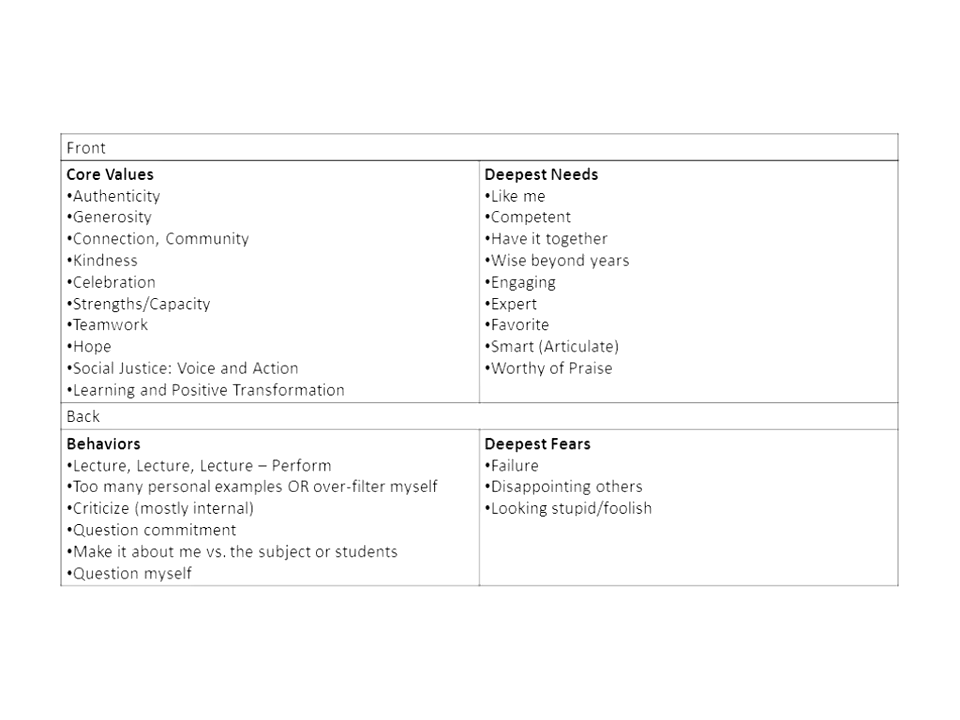 Front
Core Values
•Authenticity
•Generosity
•Connection, Community
•Kindness
•Celebration
•Strengths/Capacity
•Teamwork
•Hope
•Social Justice: Voice and Action
•Learning and Positive Transformation
Deepest Needs
•Like me
•Competent
•Have it together
•Wise beyond years
•Engaging
•Expert
•Favorite
•Smart (Articulate)
•Worthy of Praise
Back
Behaviors
•Lecture, Lecture, Lecture – Perform
•Too many personal examples OR over-filter myself
•Criticize (mostly internal)
•Question commitment
•Make it about me vs. the subject or students
•Question myself
Deepest Fears
•Failure
•Disappointing others
•Looking stupid/foolish